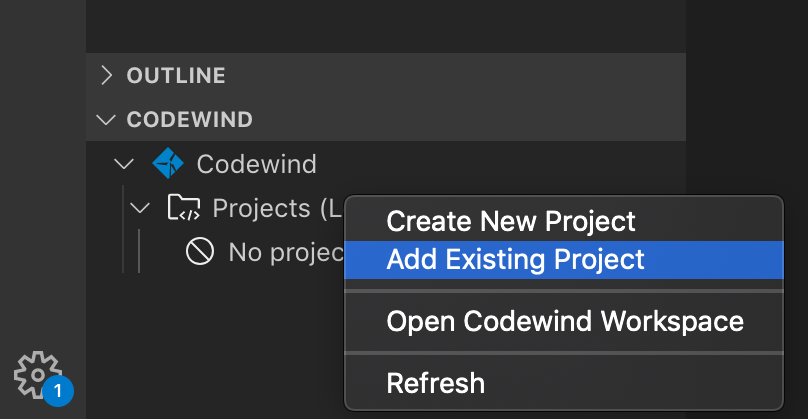 OUTLINE
CODEWIND
Codewind
Projects (L
No projec
Create New Project
Add Existing Project
Open Codewind Workspace
Refresh
1